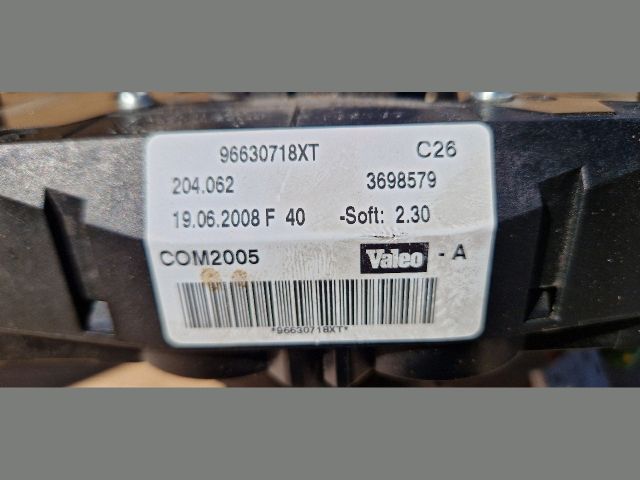 96630718XT C26
204.062 3698579
19.06.2008 F 40 -Soft: 2.30
COM2005 Valeo - A
*96630718XT*